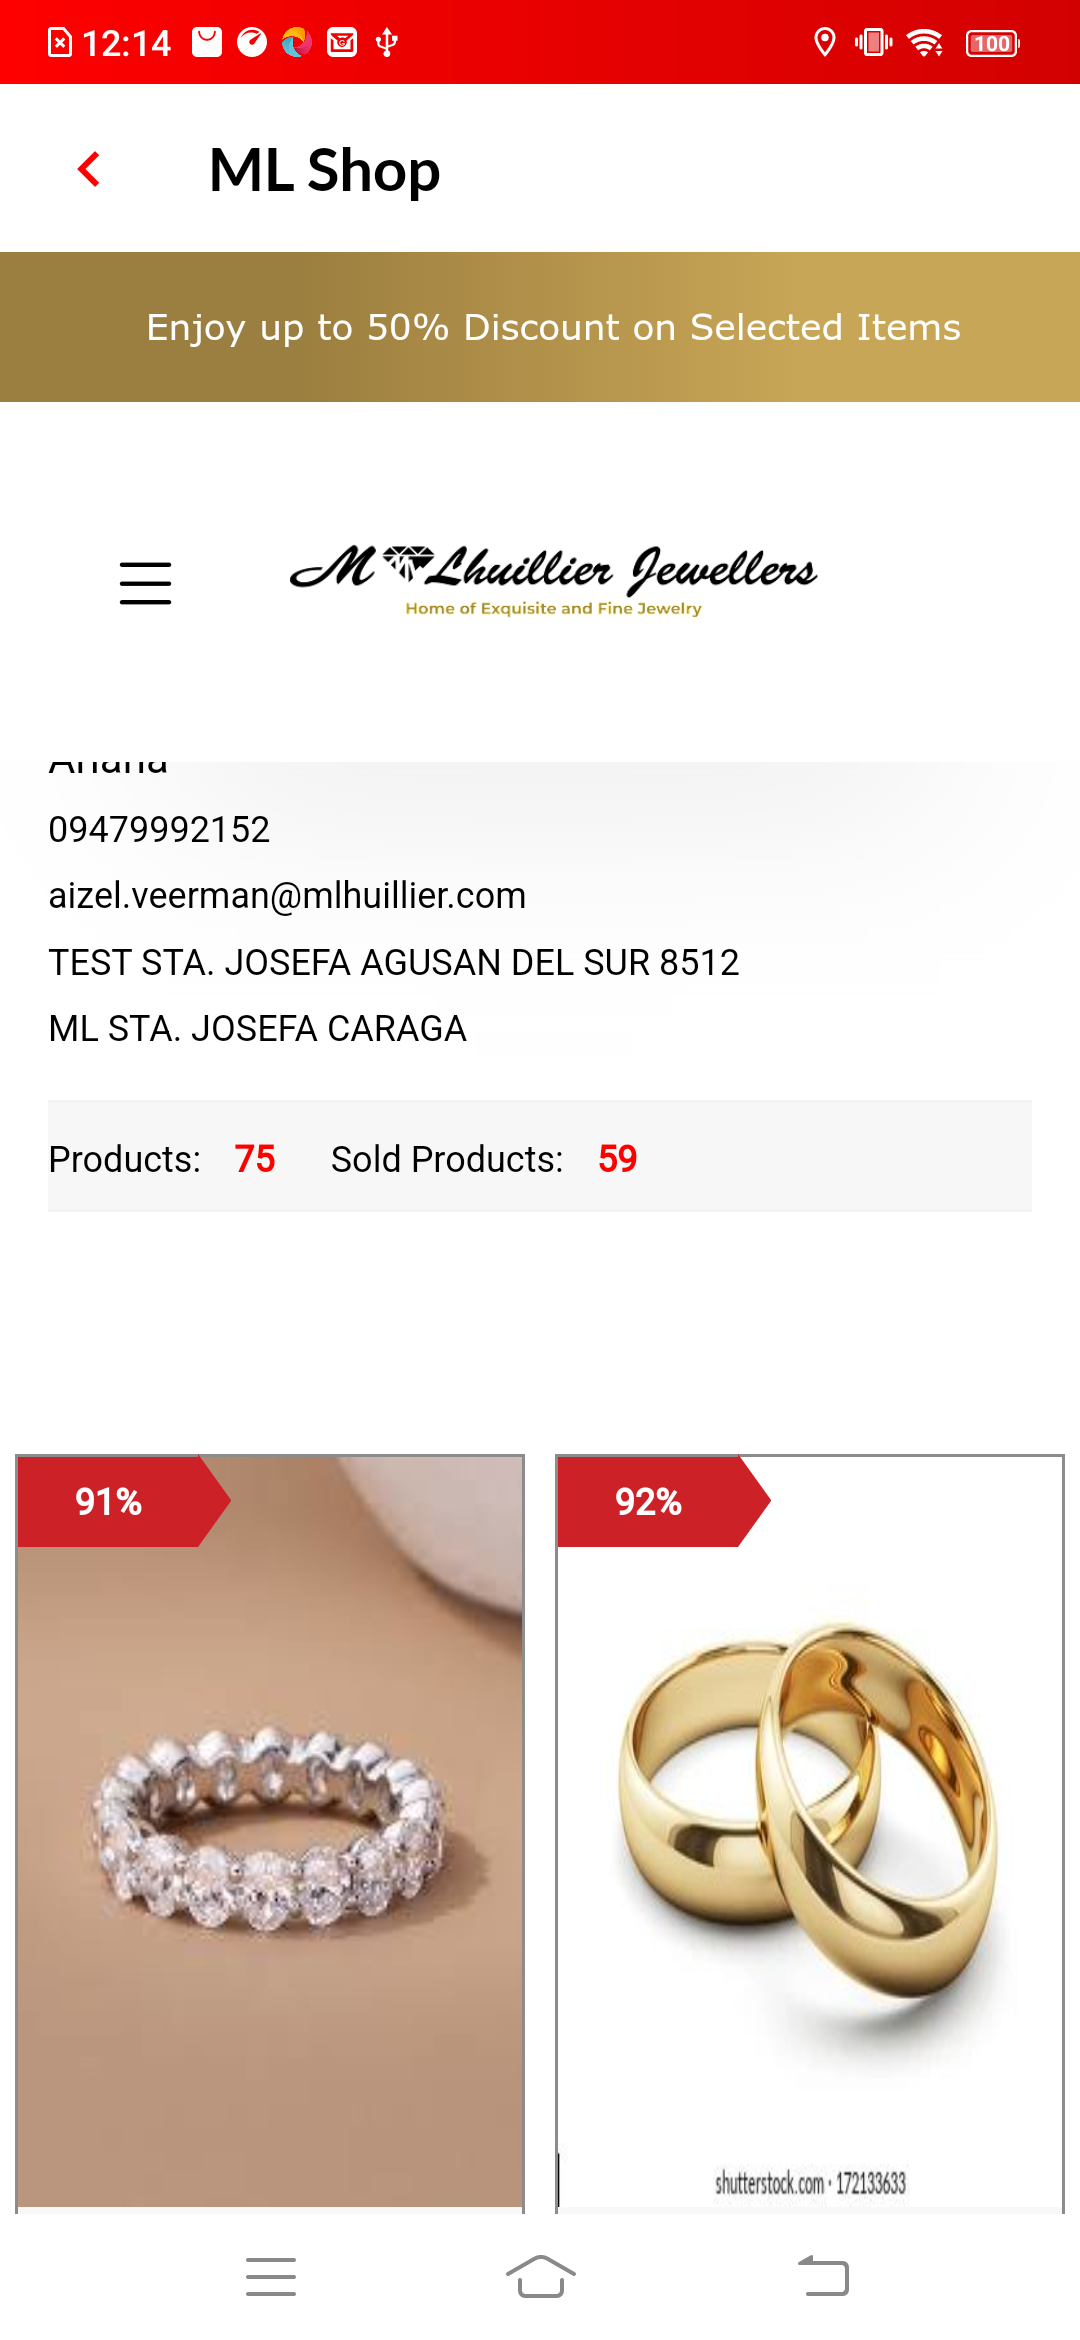 12:14
100
ML Shop
Enjoy up to 50% Discount on Selected Items
M Lhuillier Jewellers
Home of Exquisite and Fine Jewelry
09479992152
aizel.veerman@mlhuillier.com
TEST STA. JOSEFA AGUSAN DEL SUR 8512
ML STA. JOSEFA CARAGA
Products: 75 Sold Products: 59
91%
92%
shutterstock.com · 172133633